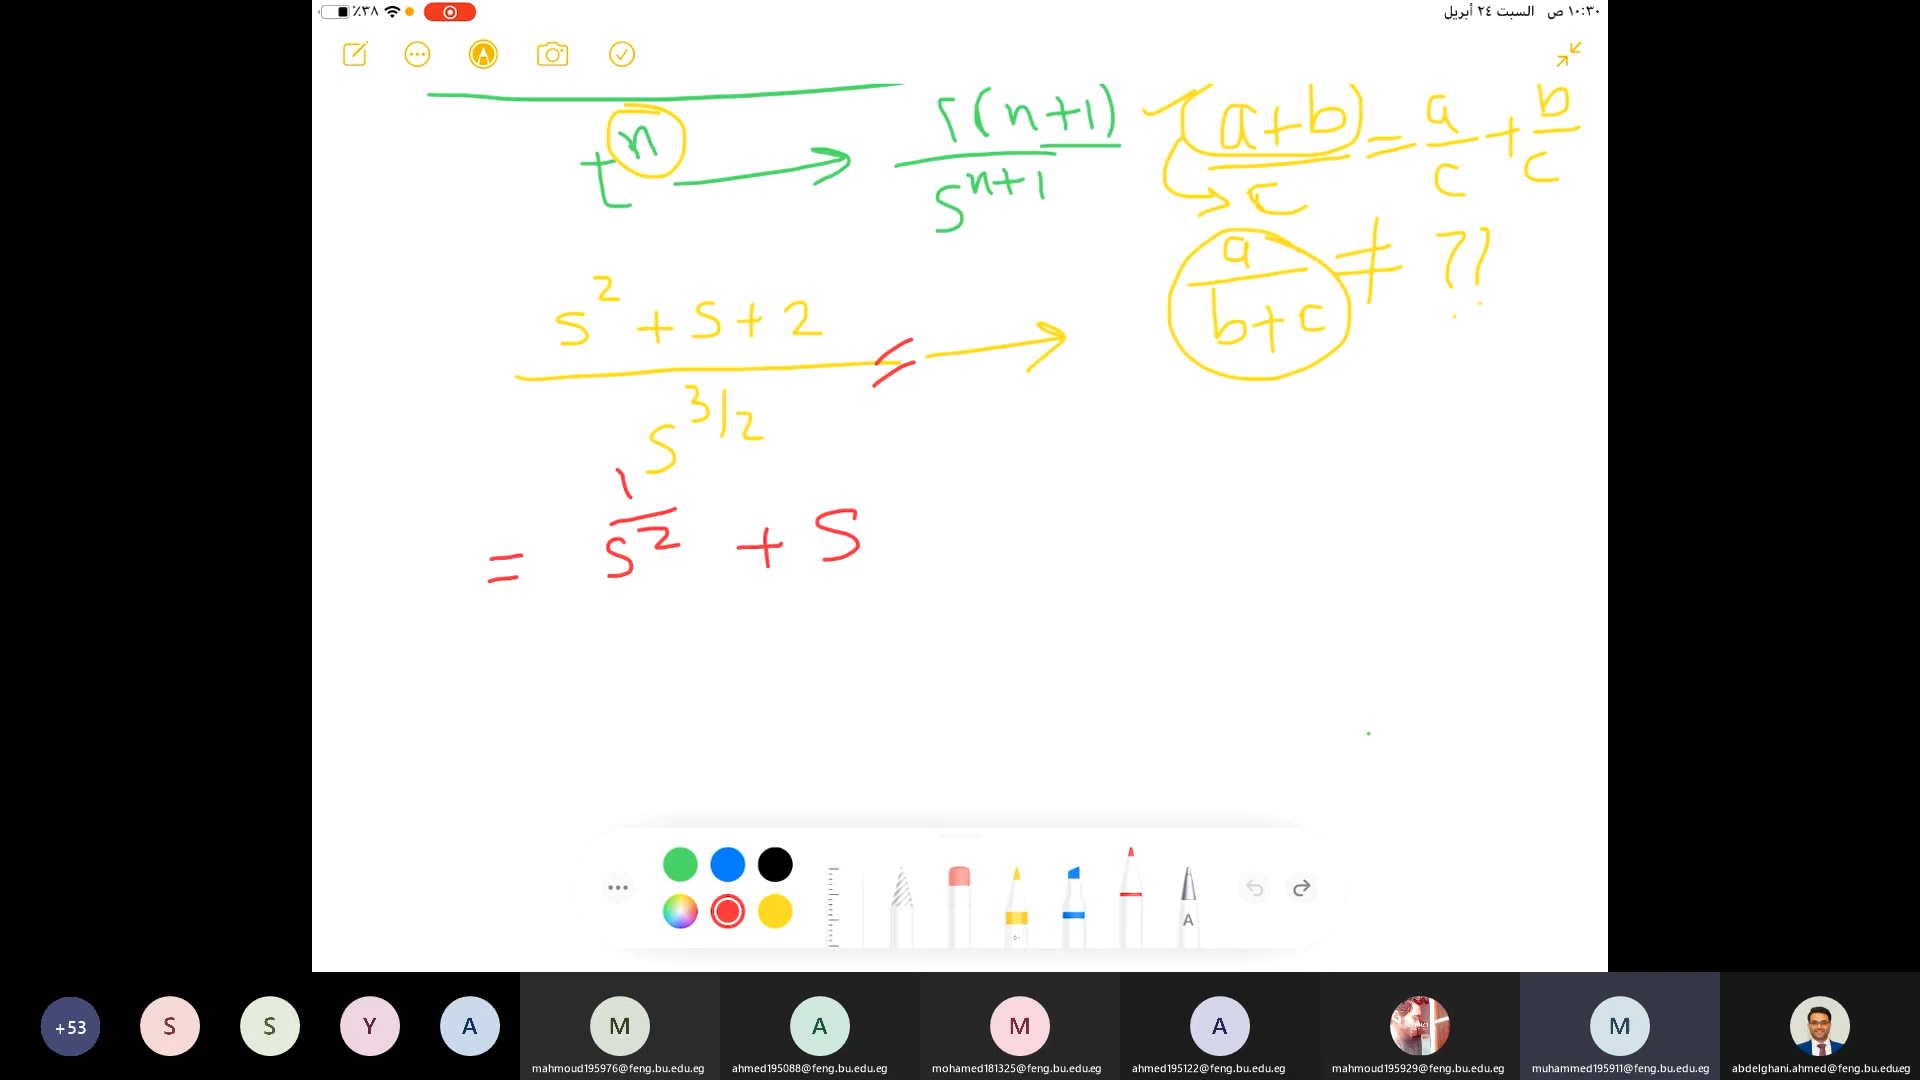 ٪٣٨
١٠:٣٠ ص السبت ٢٤ أبريل
t^n → Γ(n+1) / s^(n+1)
(a+b) / c = a/c + b/c
a / (b+c) ≠ ??
s^2 + s + 2 / s^3/2 →
= 1/s^2 + s
A
+53
S
S
Y
A
M
A
M
A
M
mahmoud195976@feng.bu.edu.eg
ahmed195088@feng.bu.edu.eg
mohamed181325@feng.bu.edu.eg
ahmed195122@feng.bu.edu.eg
mahmoud195929@feng.bu.edu.eg
muhammed195911@feng.bu.edu.eg
abdelghani.ahmed@feng.bu.edueg